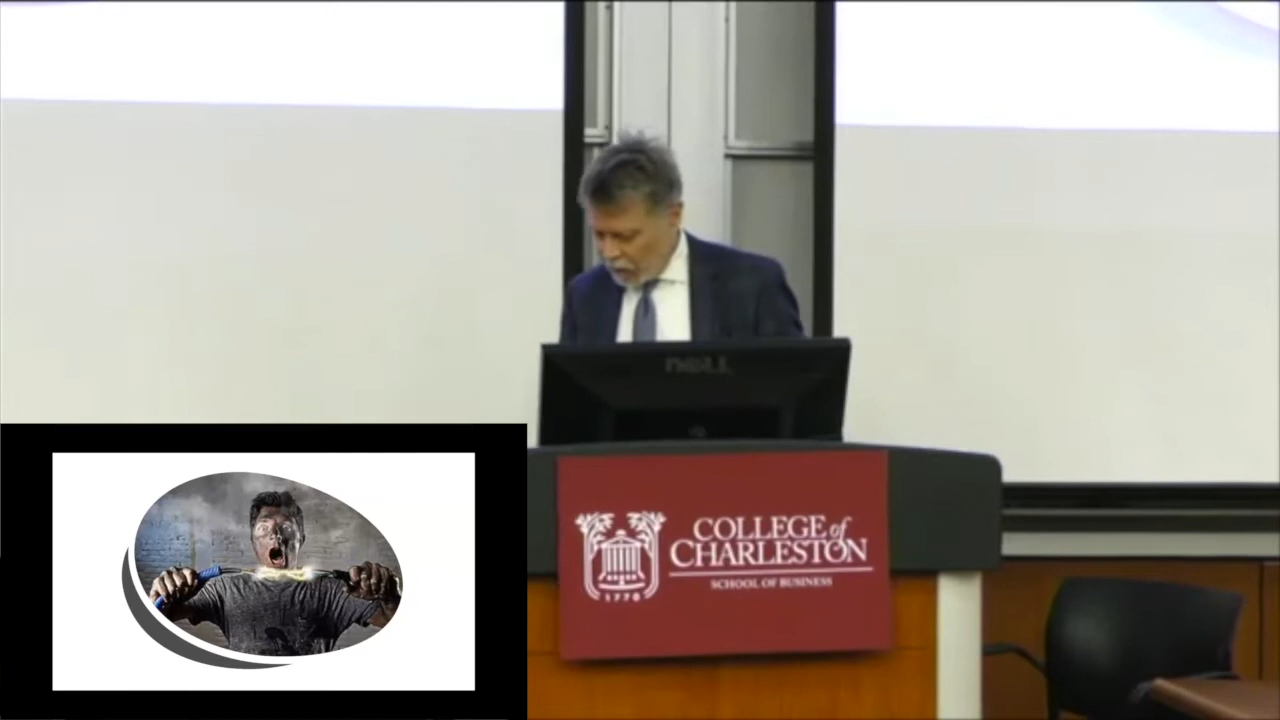 DELL
COLLEGE of
CHARLESTON
SCHOOL OF BUSINESS
1770